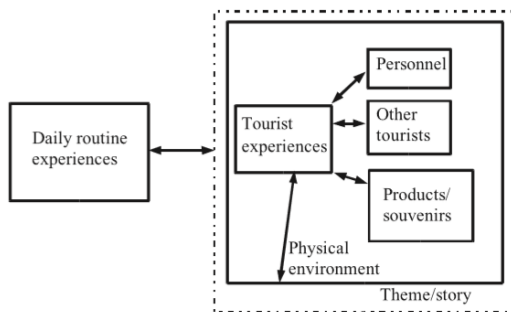 Daily routine
experiences
Tourist
experiences
Personnel
Other
tourists
Products/
souvenirs
Physical
environment
Theme/story